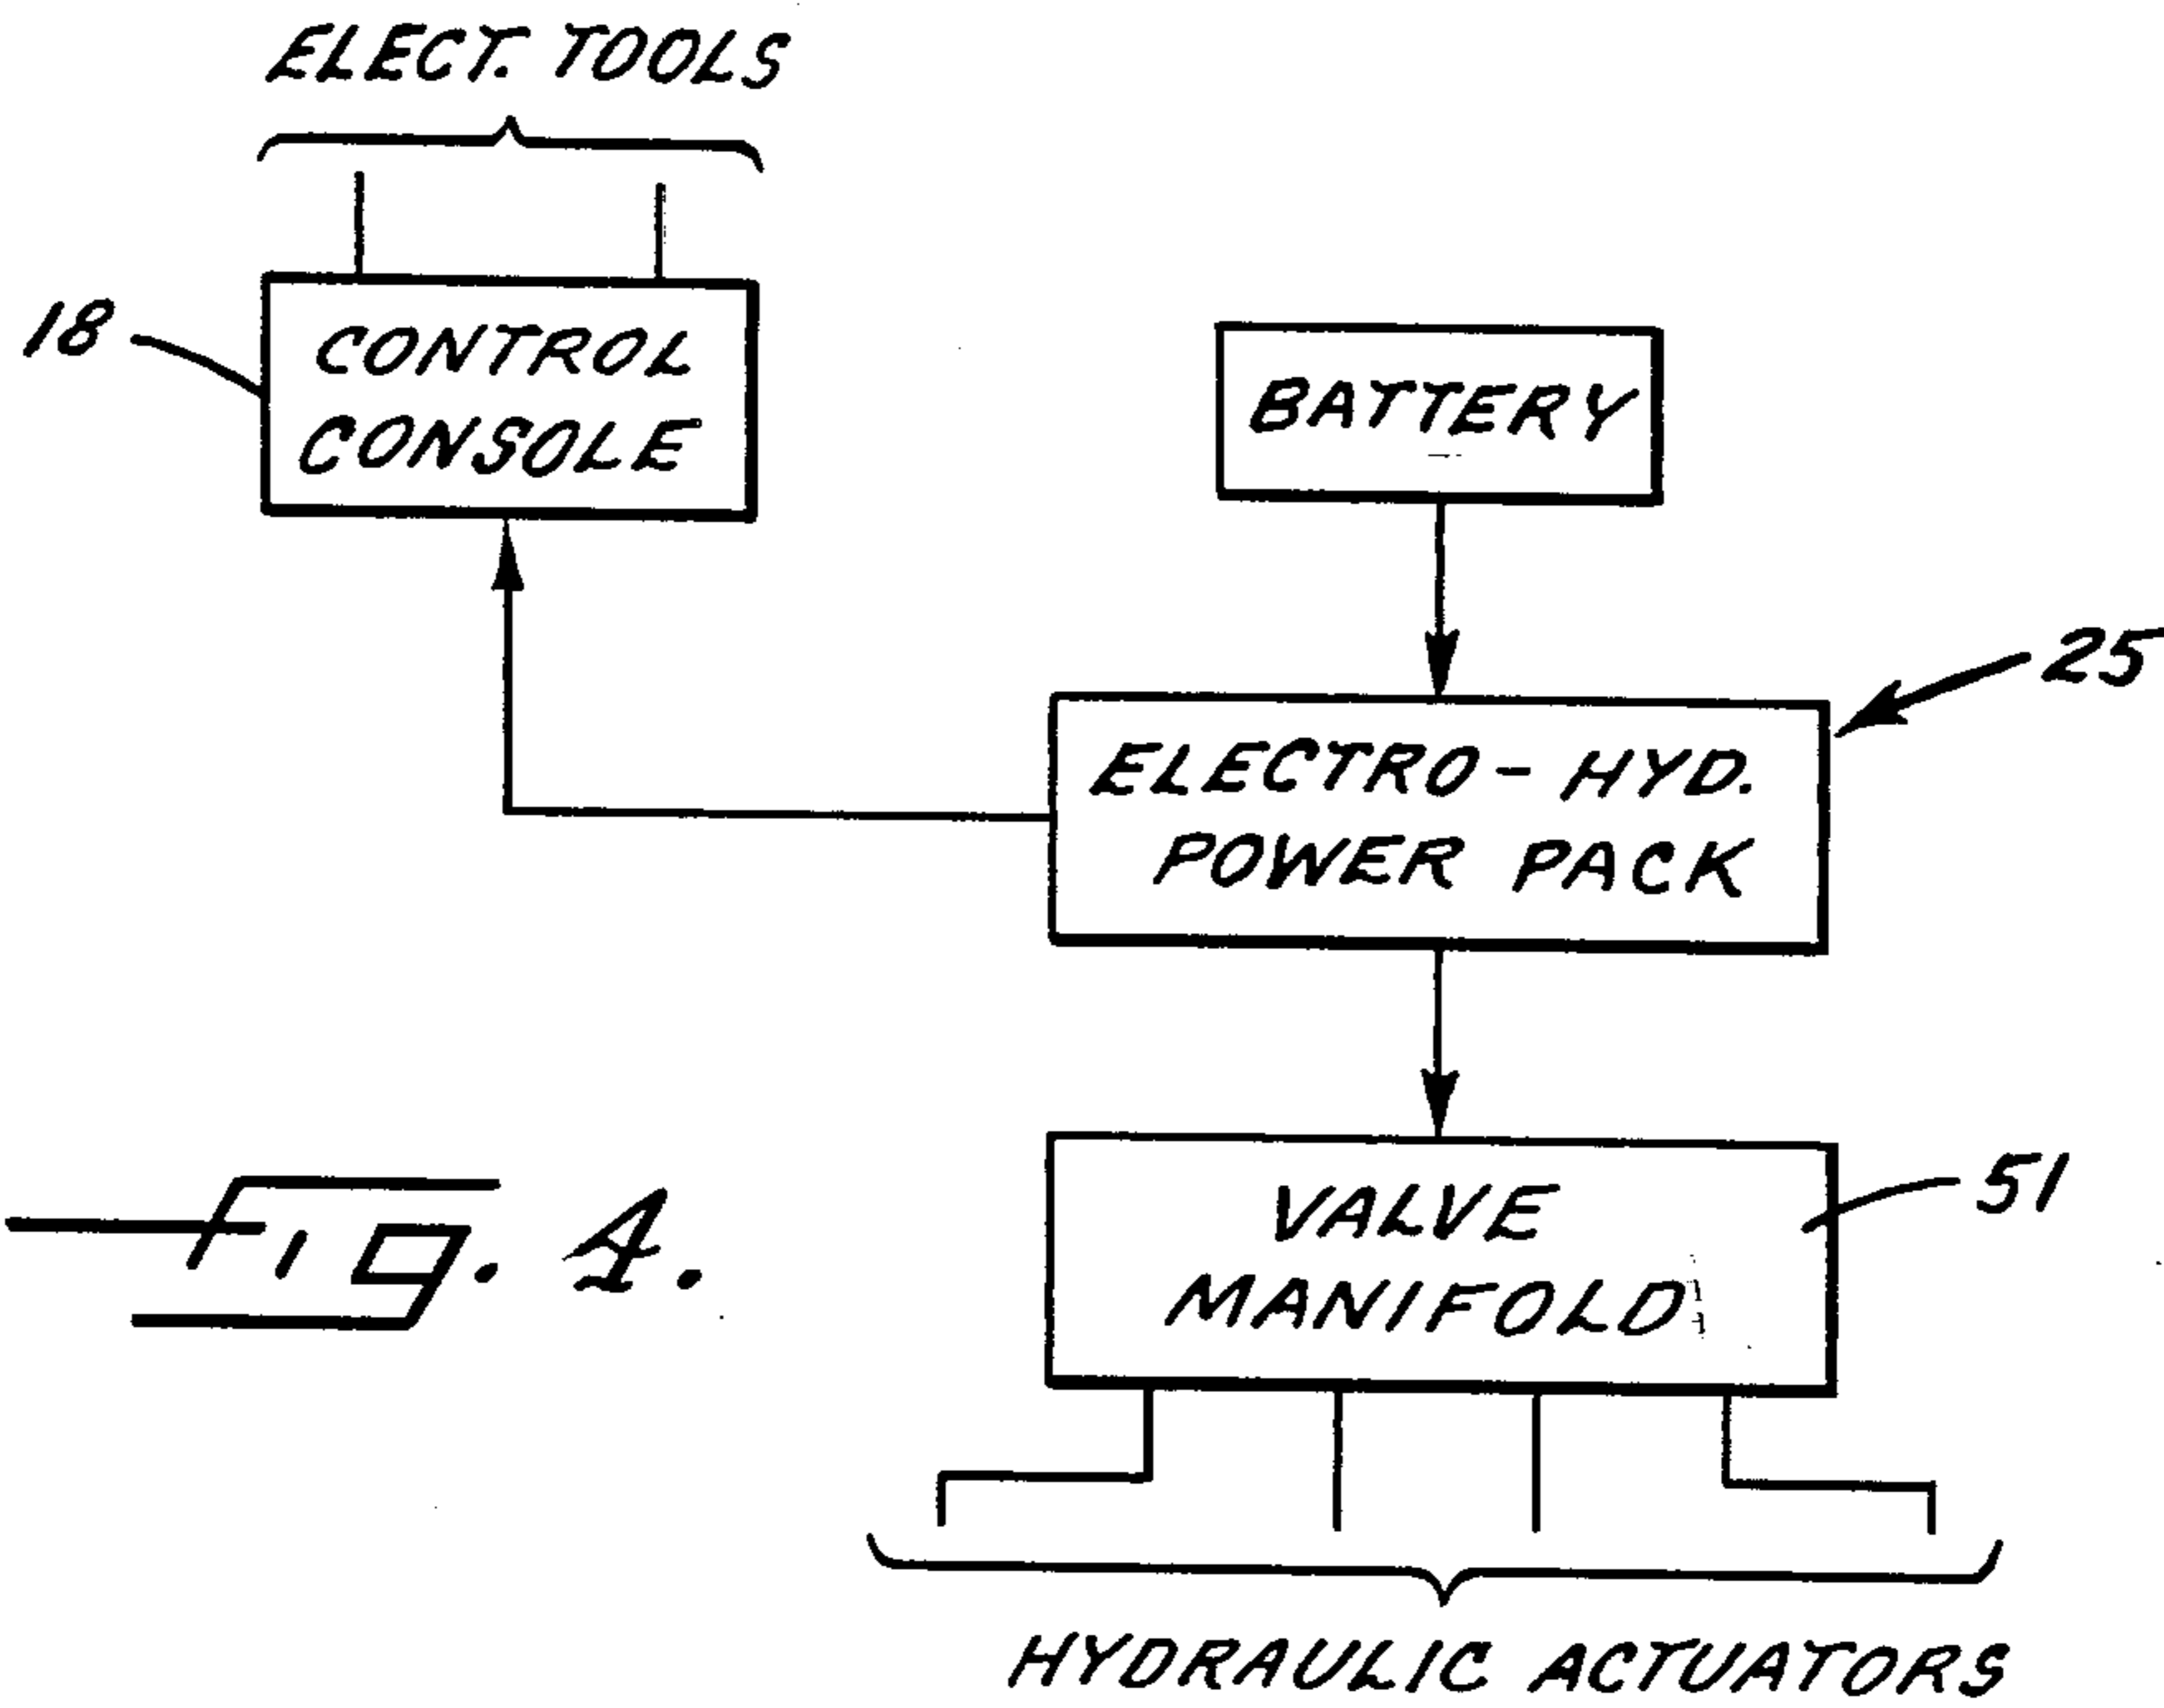 ELECT. TOOLS
18
CONTROL
CONSOLE
BATTERY
25
ELECTRO-HYD.
POWER PACK
VALVE
MANIFOLD
51
Fig. 4.
HYDRAULIC ACTUATORS